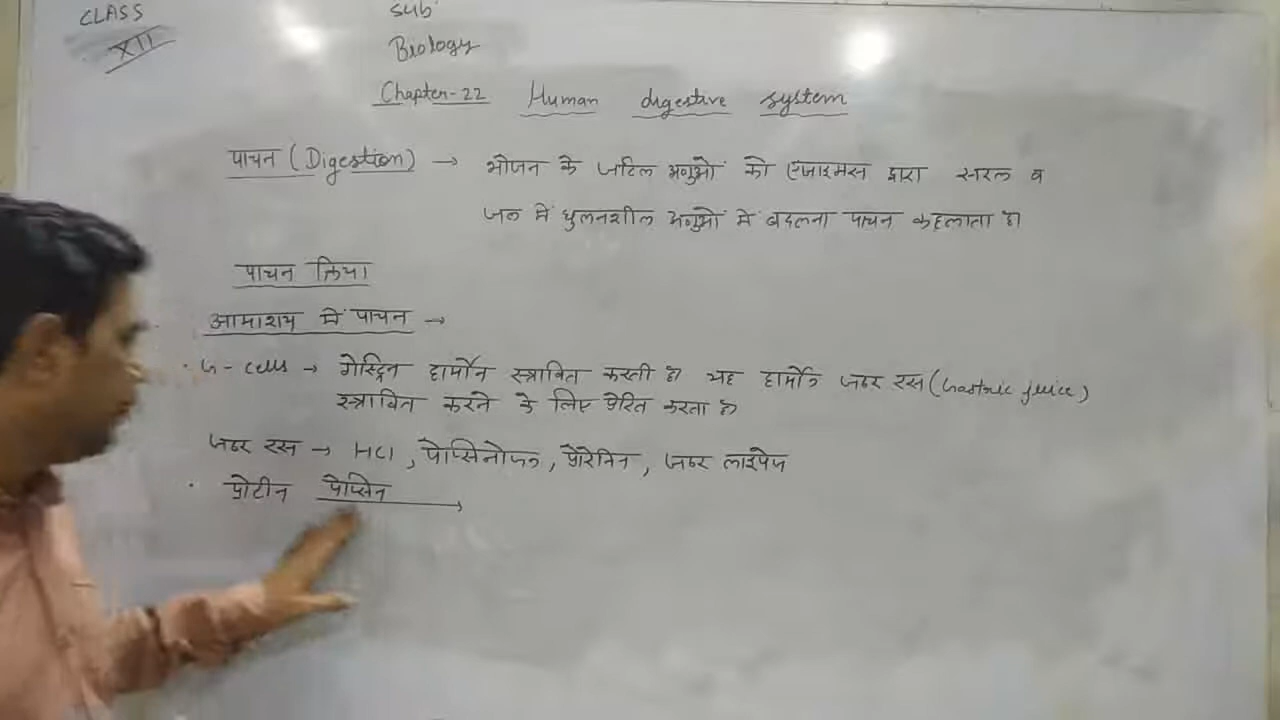 CLASS
XII
Sub
Biology
Chapter-22 Human digestive system
पाचन (Digestion) → भोजन के जटिल अणुओं को एंजाइमस द्वारा सरल व
जल में घुलनशील अणुओं में बदलना पाचन कहलाता है।
पाचन क्रिया
आमाशय में पाचन →
G-cells → गेस्ट्रिन हार्मोन स्त्रावित करती है। यह हार्मोन जठर रस (Gastric juice)
स्त्रावित करने के लिए प्रेरित करता है।
जठर रस → HCl, पेप्सिनोजन, प्रोरेनिन, जठर लाइपेज
प्रोटीन पेप्सिन →